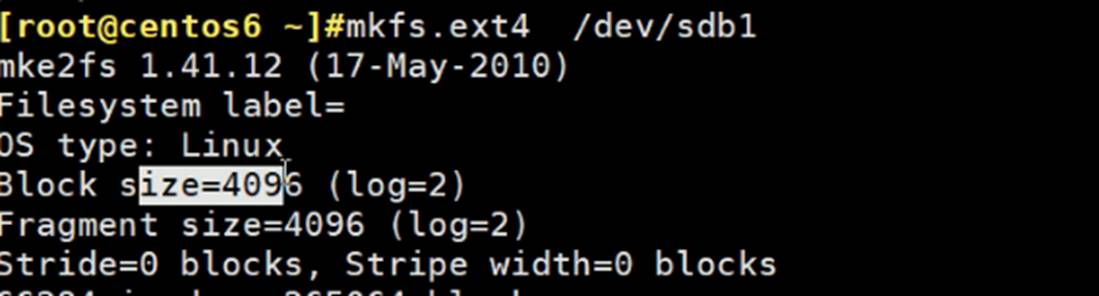 [root@centos6 ~]#mkfs.ext4  /dev/sdb1
mke2fs 1.41.12 (17-May-2010)
Filesystem label=
OS type: Linux
Block size=4096 (log=2)
Fragment size=4096 (log=2)
Stride=0 blocks, Stripe width=0 blocks